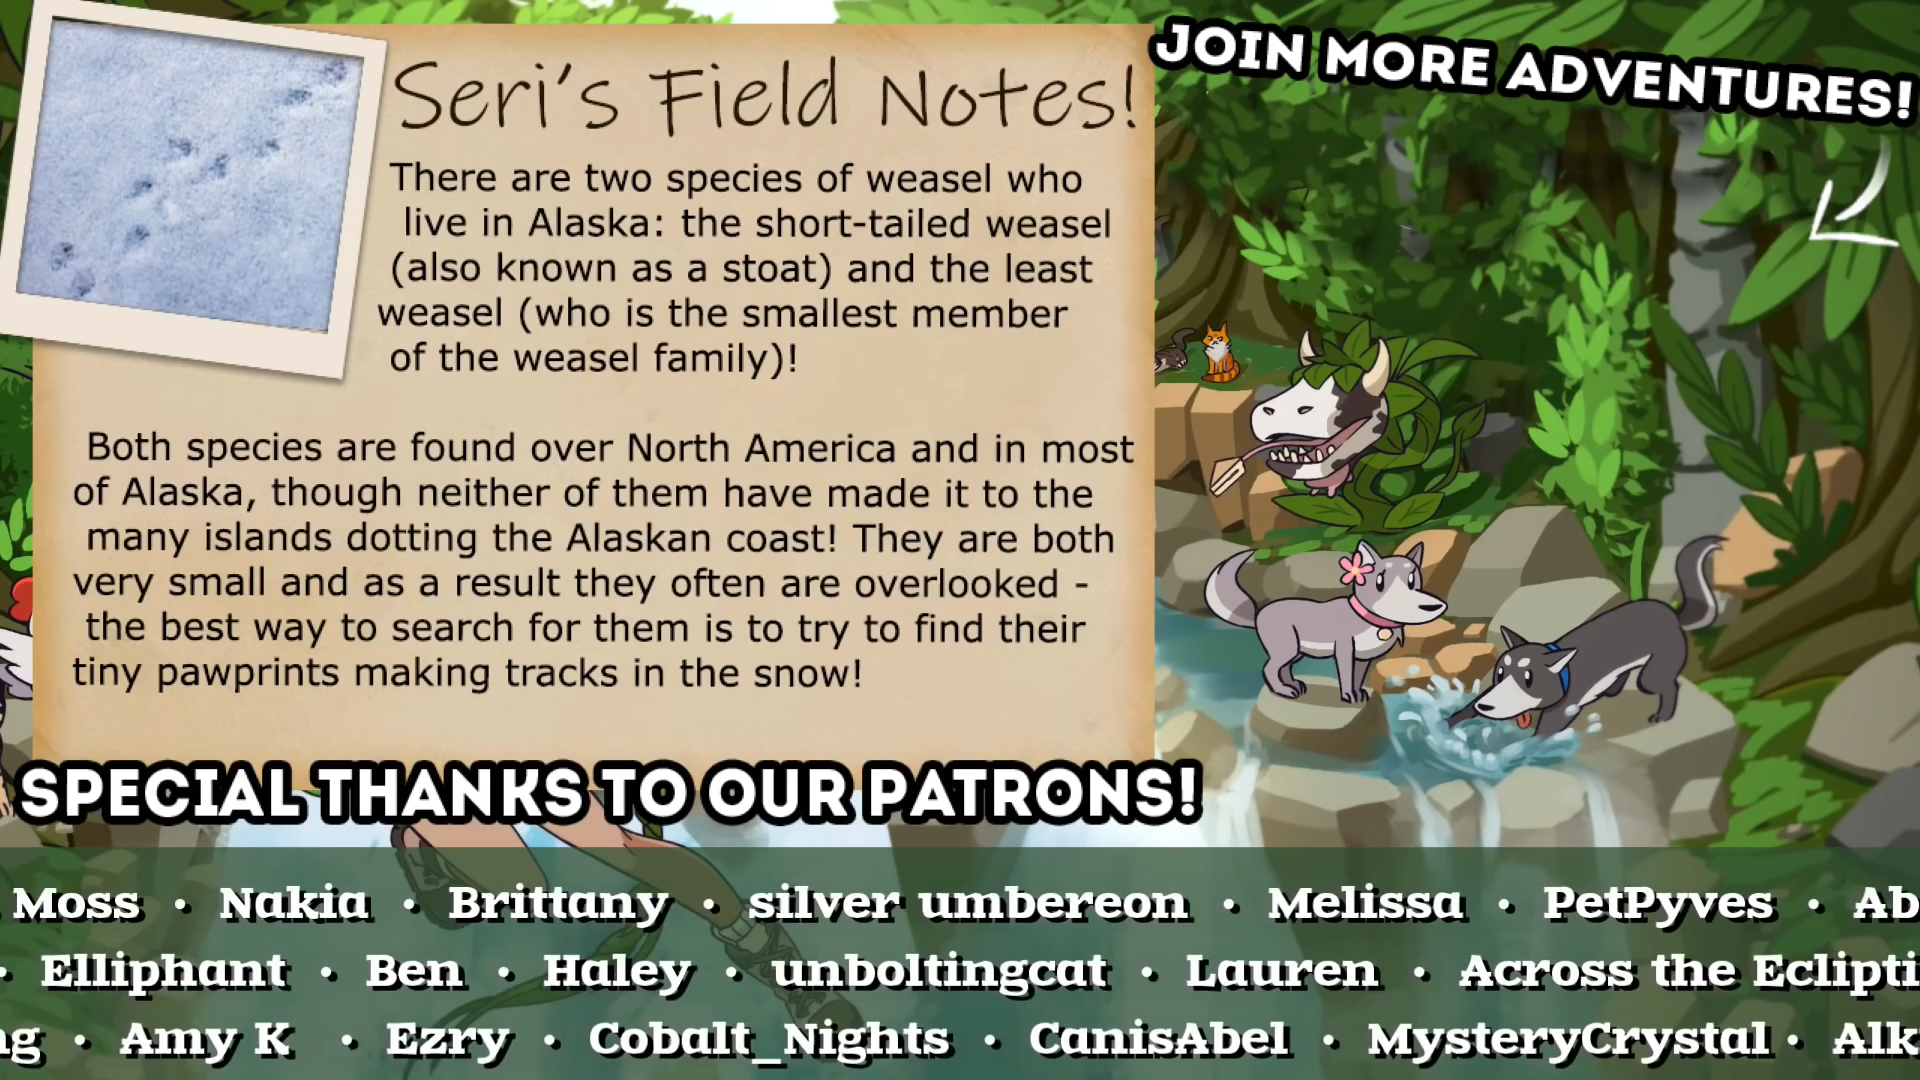 Seri's Field Notes!
There are two species of weasel who
live in Alaska: the short-tailed weasel
(also known as a stoat) and the least
weasel (who is the smallest member
of the weasel family)!
Both species are found over North America and in most
of Alaska, though neither of them have made it to the
many islands dotting the Alaskan coast! They are both
very small and as a result they often are overlooked -
the best way to search for them is to try to find their
tiny pawprints making tracks in the snow!
JOIN MORE ADVENTURES!
SPECIAL THANKS TO OUR PATRONS!
Moss • Nakia • Brittany • silver umbereon • Melissa • PetPyves • Ab
• Elliphant • Ben • Haley • unboltingcat • Lauren • Across the Eclipti
ng • Amy K • Ezry • Cobalt_Nights • CanisAbel • MysteryCrystal • Alk